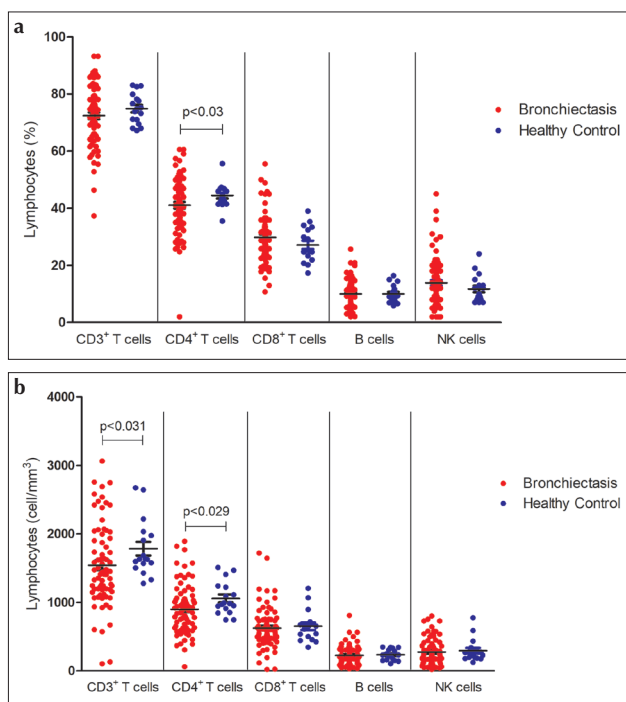 a
100
80
60
40
20
0
Lymphocytes (%)
p<0.03
Bronchiectasis
Healthy Control
CD3⁺ T cells
CD4⁺ T cells
CD8⁺ T cells
B cells
NK cells
b
4000
3000
2000
1000
0
Lymphocytes (cell/mm³)
p<0.031
p<0.029
Bronchiectasis
Healthy Control
CD3⁺ T cells
CD4⁺ T cells
CD8⁺ T cells
B cells
NK cells